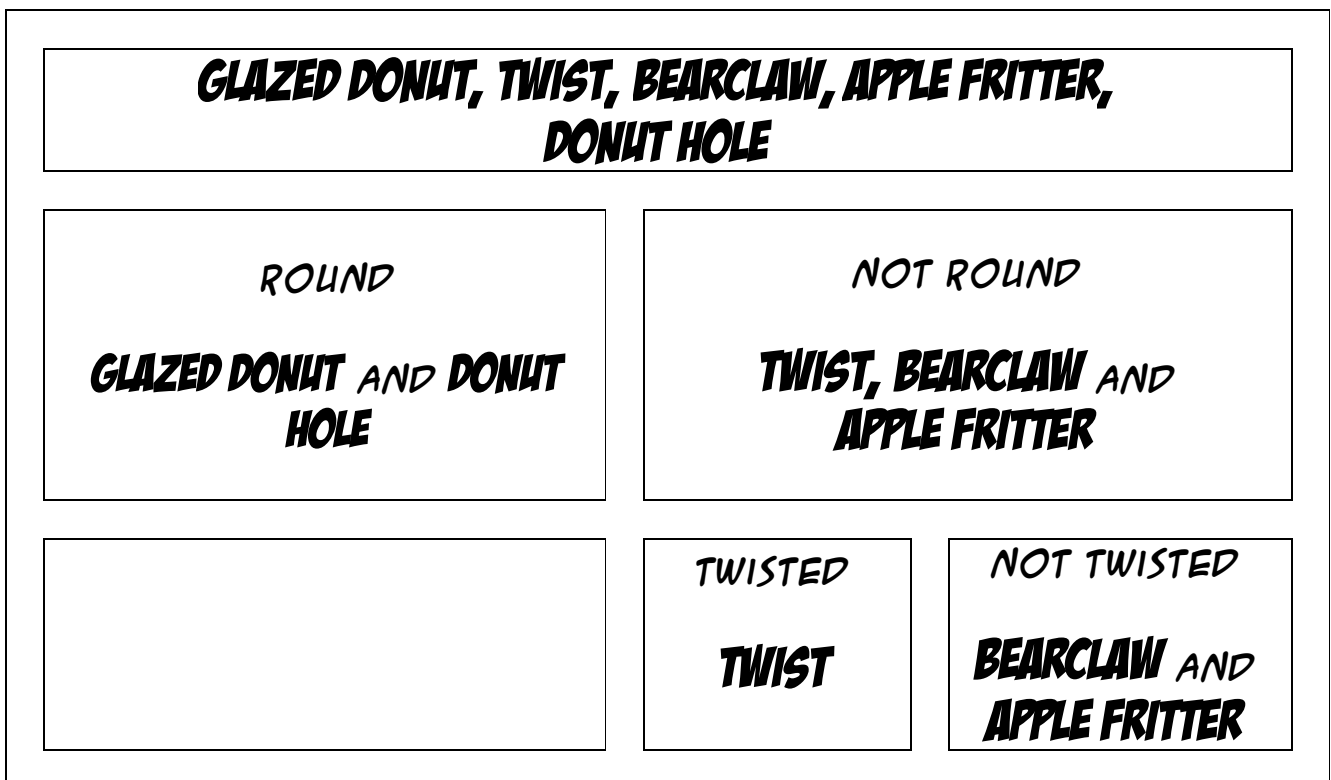 GLAZED DONUT, TWIST, BEARCLAW, APPLE FRITTER,
DONUT HOLE
ROUND
GLAZED DONUT AND DONUT
HOLE
NOT ROUND
TWIST, BEARCLAW AND
APPLE FRITTER
TWISTED
TWIST
NOT TWISTED
BEARCLAW AND
APPLE FRITTER